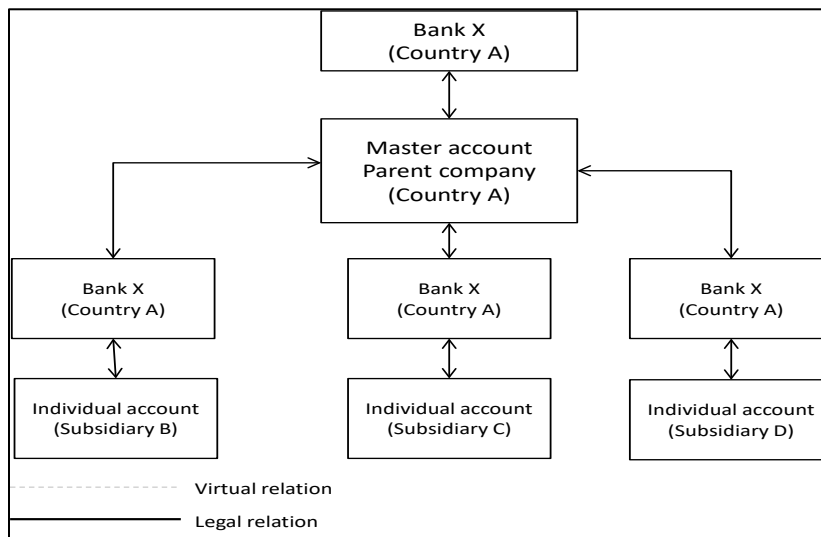 Bank X
(Country A)
Master account
Parent company
(Country A)
Bank X
(Country A)
Bank X
(Country A)
Bank X
(Country A)
Individual account
(Subsidiary B)
Individual account
(Subsidiary C)
Individual account
(Subsidiary D)
Virtual relation
Legal relation